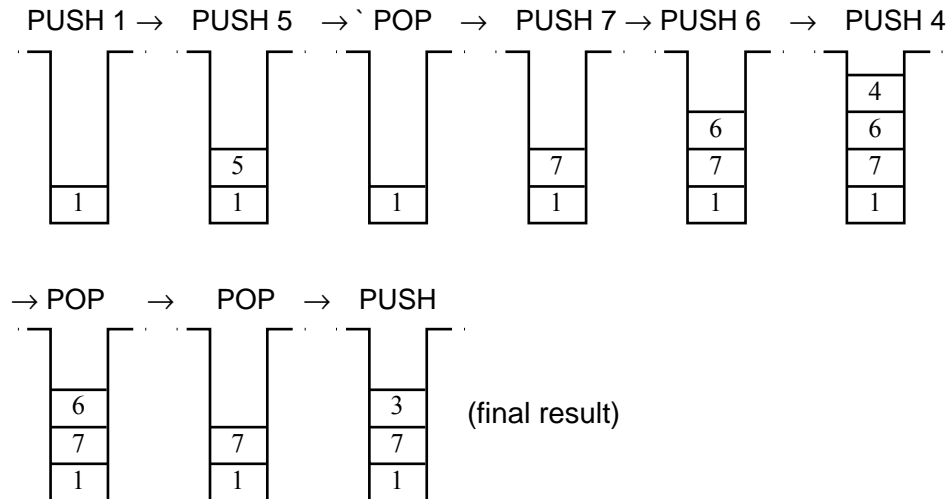 PUSH 1 → PUSH 5 →` POP → PUSH 7 → PUSH 6 → PUSH 4
4
6 6
5 7 7 7
1 1 1 1 1 1
→ POP → POP → PUSH
6 3 (final result)
7 7 7
1 1 1